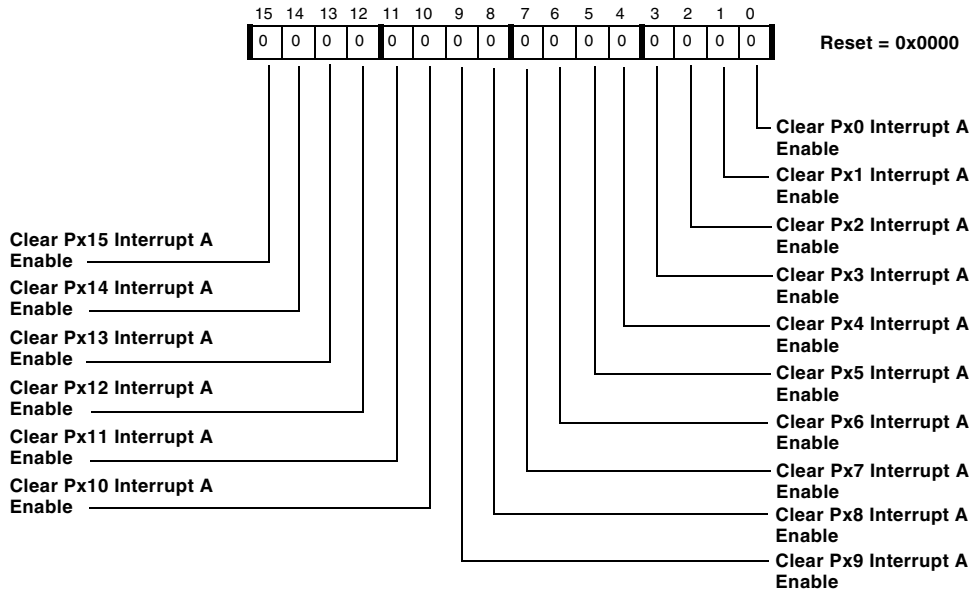 15 14 13 12 11 10 9 8 7 6 5 4 3 2 1 0
0 0 0 0 0 0 0 0 0 0 0 0 0 0 0 0
Reset = 0x0000
Clear Px0 Interrupt A
Enable
Clear Px1 Interrupt A
Enable
Clear Px2 Interrupt A
Enable
Clear Px3 Interrupt A
Enable
Clear Px4 Interrupt A
Enable
Clear Px5 Interrupt A
Enable
Clear Px6 Interrupt A
Enable
Clear Px7 Interrupt A
Enable
Clear Px8 Interrupt A
Enable
Clear Px9 Interrupt A
Enable
Clear Px15 Interrupt A
Enable
Clear Px14 Interrupt A
Enable
Clear Px13 Interrupt A
Enable
Clear Px12 Interrupt A
Enable
Clear Px11 Interrupt A
Enable
Clear Px10 Interrupt A
Enable